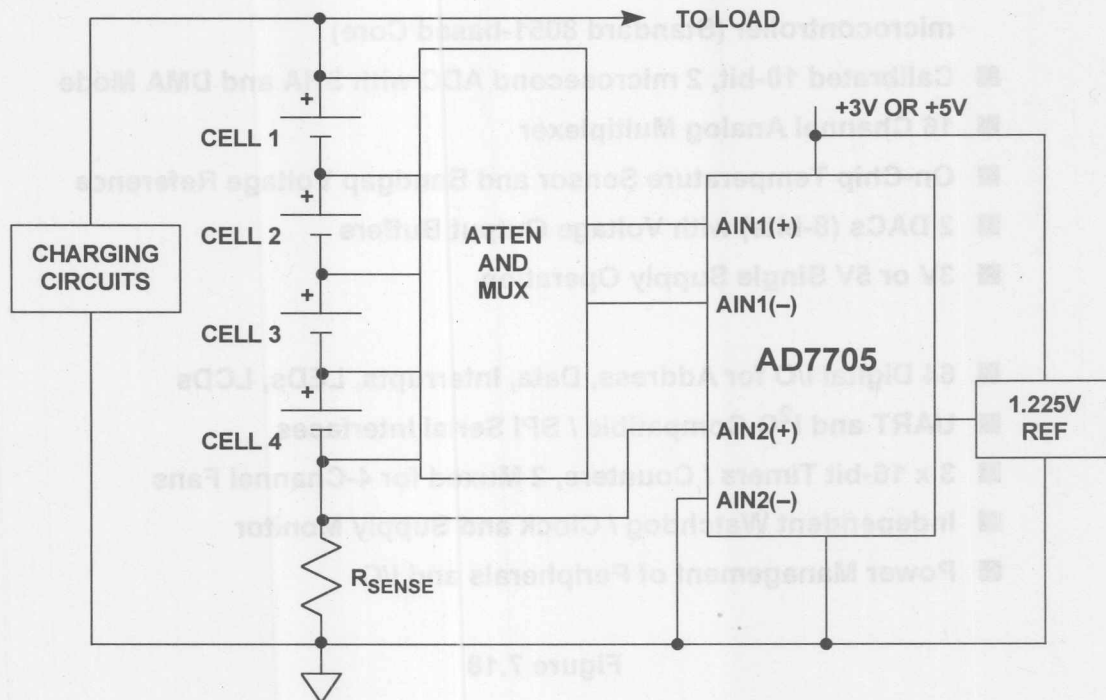 TO LOAD
+3V OR +5V
+
CELL 1
+
CELL 2
+
CELL 3
+
CELL 4
CHARGING
CIRCUITS
ATTEN
AND
MUX
AIN1(+)
AIN1(–)
AD7705
AIN2(+)
AIN2(–)
1.225V
REF
RSENSE
microcontroller (Standard 8051-based Core)
Calibrated 10-bit, 2 microsecond ADC with and DMA Mode
16 Channel Analog Multiplexer
On-Chip Temperature Sensor and Bandgap Voltage Reference
2 DACs with Voltage Output Buffers
3V or 5V Single Supply Operation
64 Digital I/O for Address, Data, Interrupts, LEDs, LCDs
UART and Compatible / SPI Serial Interfaces
3 x 16-bit Timers / Counters, 2 Muxed for 4-Channel Fans
Independent Watchdog / Clock and Supply Monitor
Power Management of Peripherals and
Figure 7.18